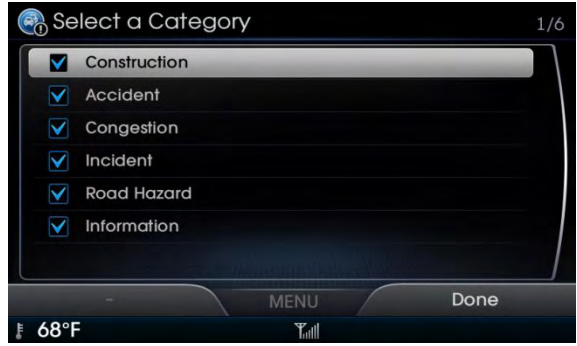 Select a Category
1/6
Construction
Accident
Congestion
Incident
Road Hazard
Information
-
MENU
Done
68°F